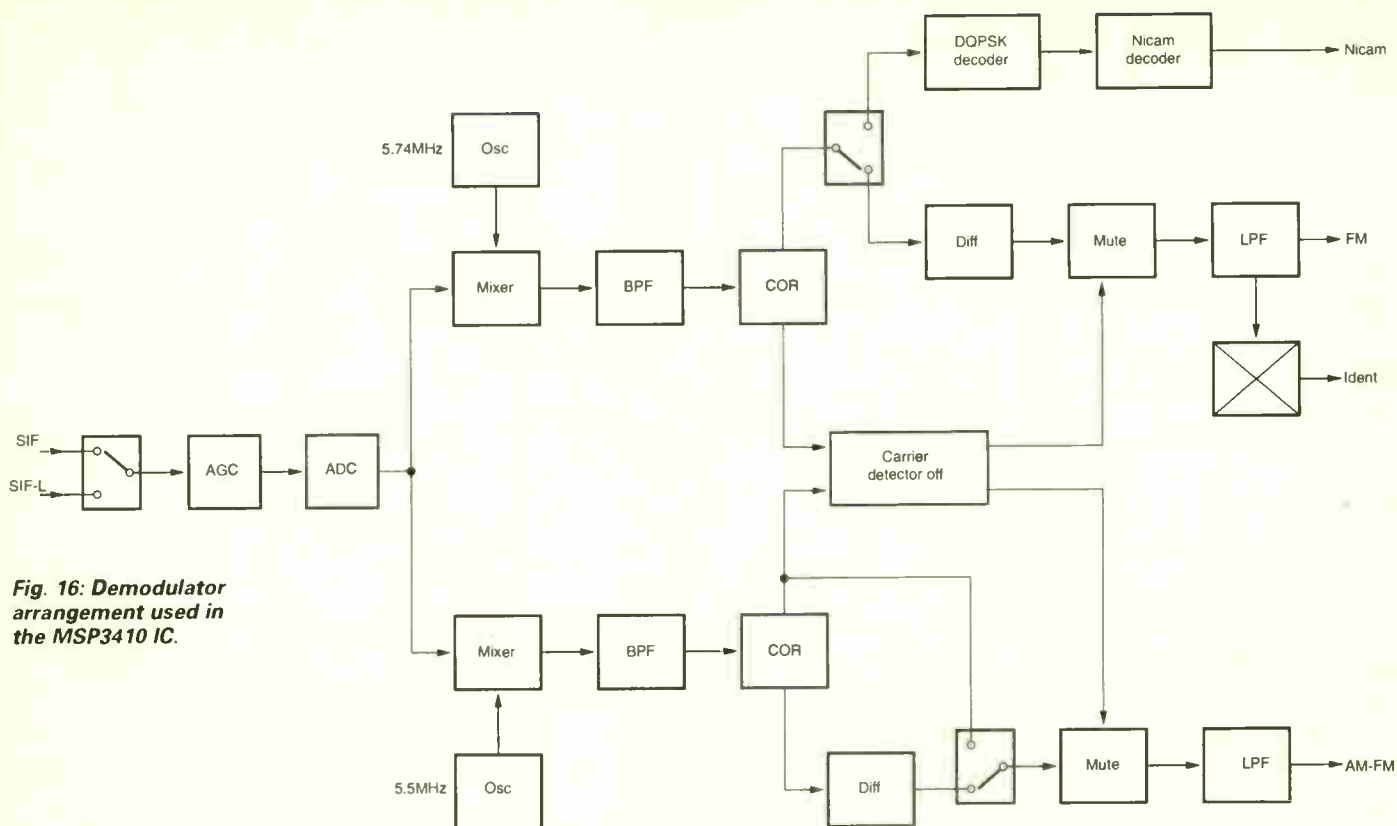 DQPSK
decoder
Nicam
decoder
Nicam
5.74MHz
Osc
Mixer
BPF
COR
Diff
Mute
LPF
FM
Ident
SIF
SIF-L
AGC
ADC
Carrier
detector off
Fig. 16: Demodulator
arrangement used in
the MSP3410 IC.
Mixer
BPF
COR
5.5MHz
Osc
Diff
Mute
LPF
AM-FM